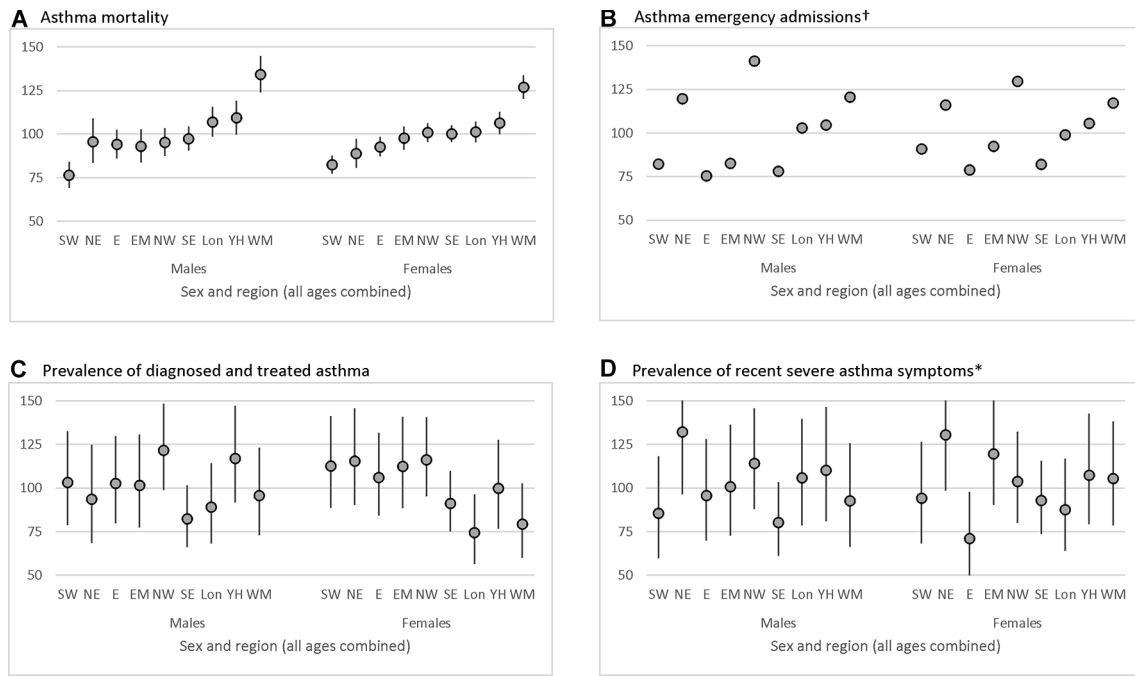 A Asthma mortality
150
125
100
75
50
SW NE E EM NW SE Lon YH WM SW NE E EM NW SE Lon YH WM
Males Females
Sex and region (all ages combined)
B Asthma emergency admissions†
150
125
100
75
50
SW NE E EM NW SE Lon YH WM SW NE E EM NW SE Lon YH WM
Males Females
Sex and region (all ages combined)
C Prevalence of diagnosed and treated asthma
150
125
100
75
50
SW NE E EM NW SE Lon YH WM SW NE E EM NW SE Lon YH WM
Males Females
Sex and region (all ages combined)
D Prevalence of recent severe asthma symptoms*
150
125
100
75
50
SW NE E EM NW SE Lon YH WM SW NE E EM NW SE Lon YH WM
Males Females
Sex and region (all ages combined)